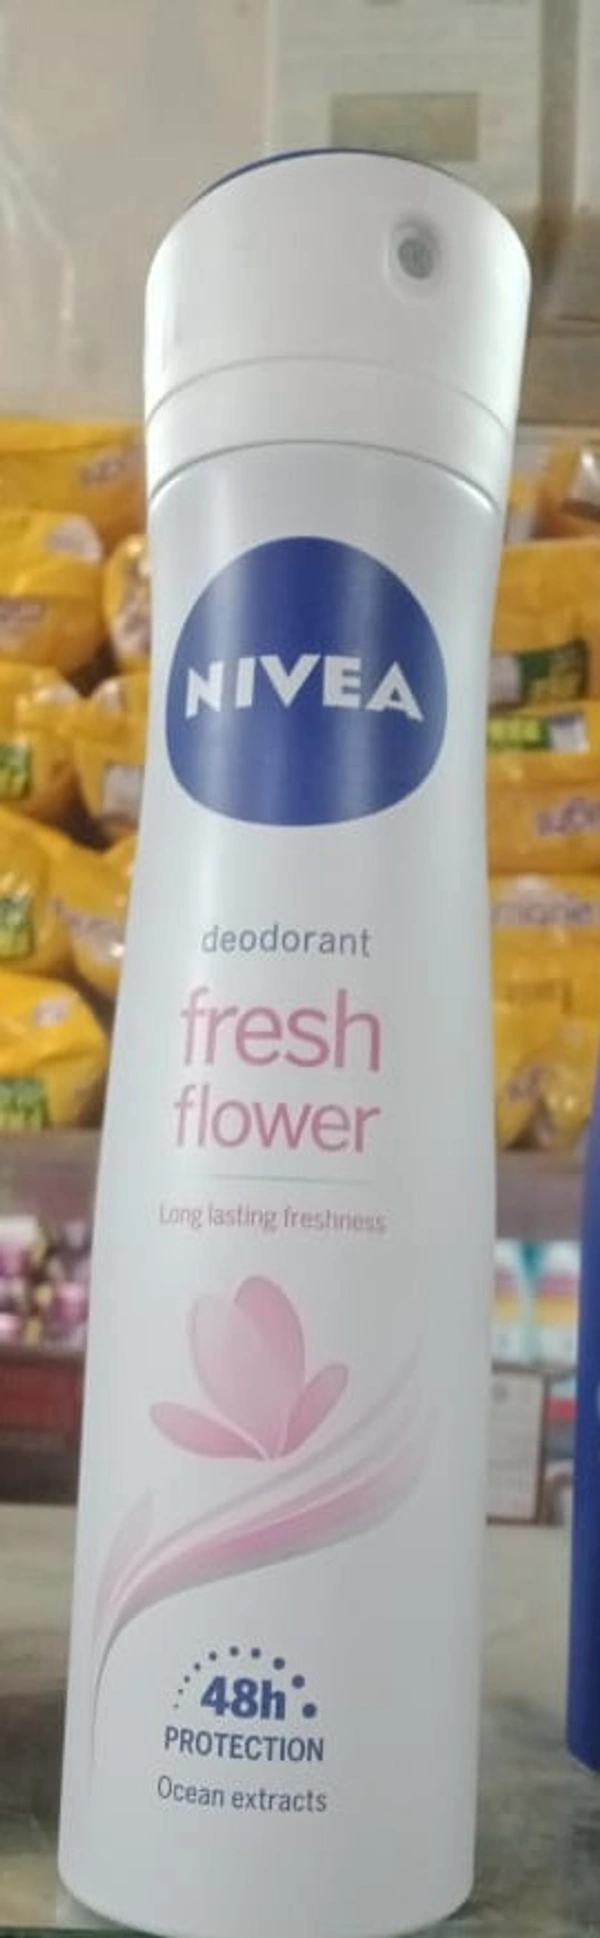 NIVEA
deodorant
fresh
flower
Long lasting freshness
48h
PROTECTION
Ocean extracts